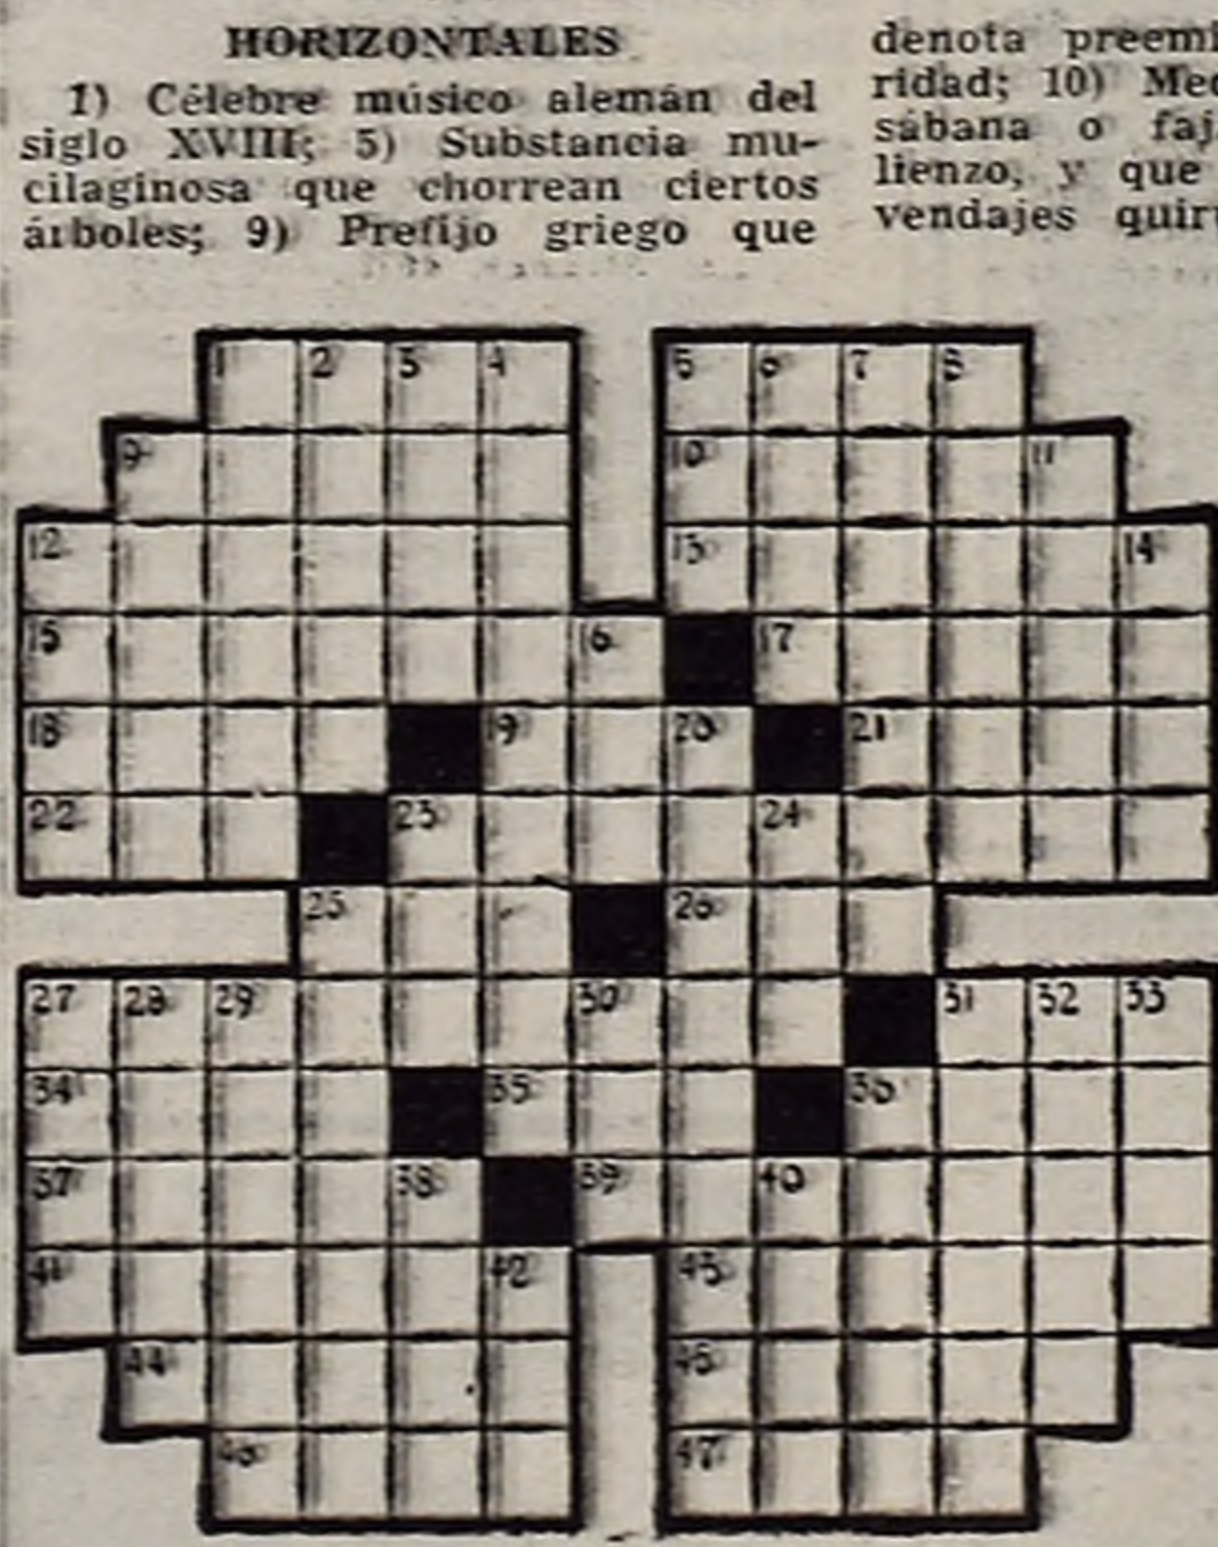 HORIZONTALES
1) Célebre músico alemán del
siglo XVIII; 5) Substancia mu-
cilaginosa que chorrean ciertos
árboles; 9) Prefijo griego que
denota preemi
ridad; 10) Med
sábana o faj
lienzo, y que
vendajes quir
1 2 3 4 5 6 7 8
9 10 11
12 13 14
15 16 17
18 19 20 21
22 23 24
25 26
27 28 29 30 31 32 33
34 35 36
37 38 39 40
41 42 43
44 45
46 47